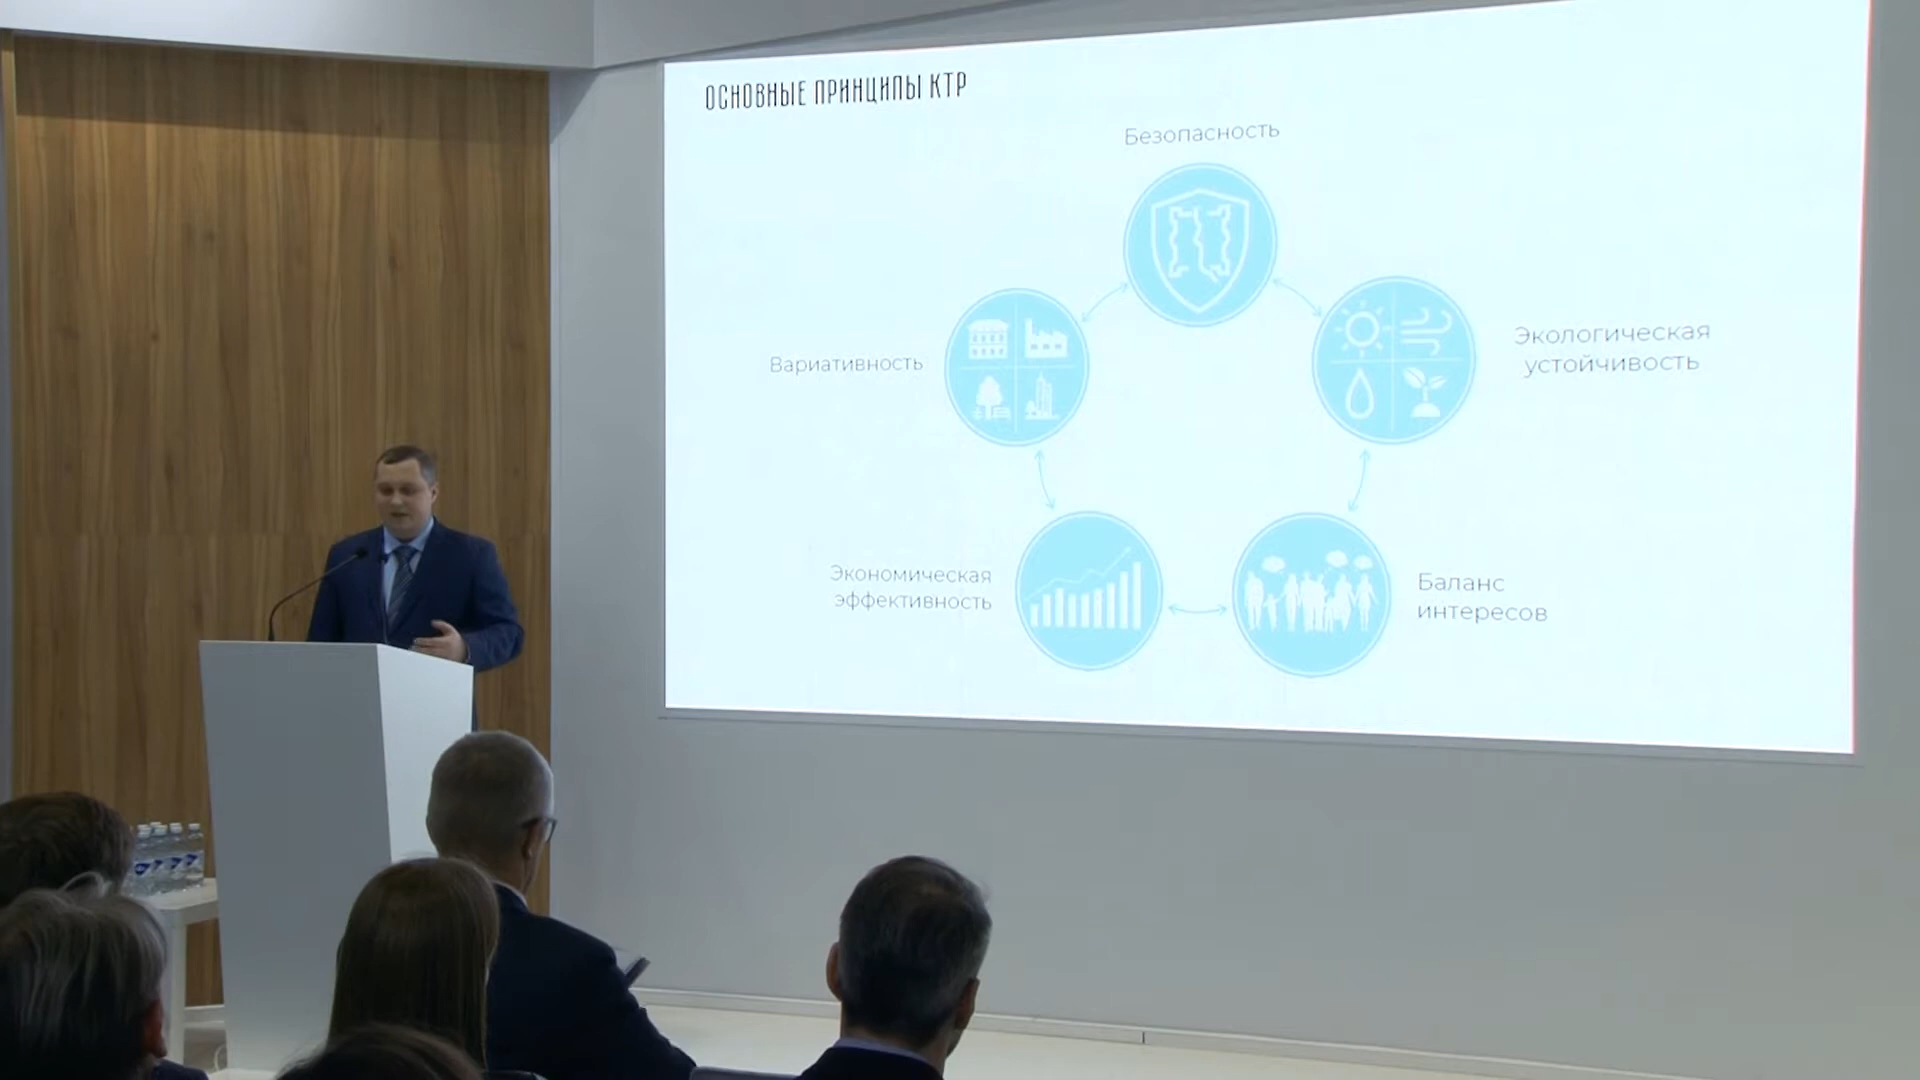 ОСНОВНЫЕ ПРИНЦИПЫ КТР
Безопасность
Вариативность
Экологическая
устойчивость
Экономическая
эффективность
Баланс
интересов